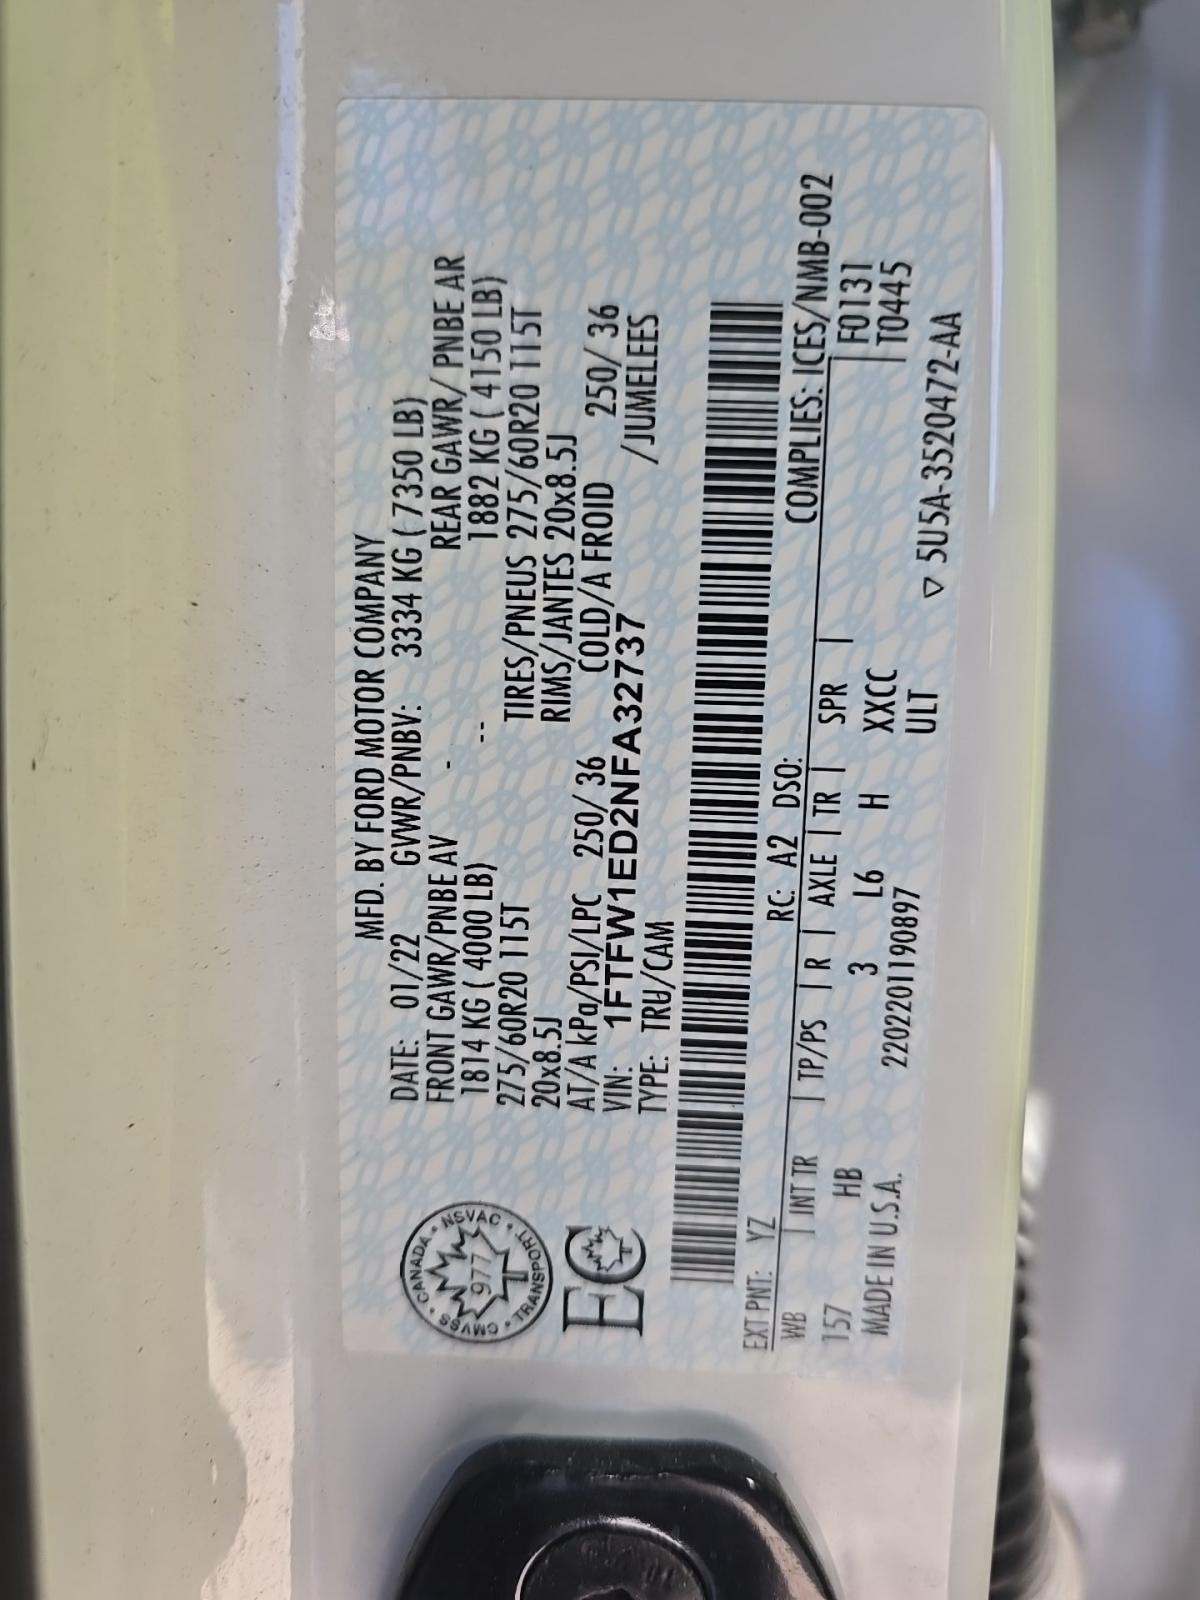 MFD. BY FORD MOTOR COMPANY
DATE: 01/22 GVWR/PNBV: 3334 KG ( 7350 LB)
FRONT GAWR/PNBE AV - REAR GAWR/ PNBE AR
1814 KG ( 4000 LB) -- 1882 KG ( 4150 LB)
275/60R20 115T TIRES/PNEUS 275/60R20 115T
20x8.5J RIMS/JANTES 20x8.5J
AT/A kPa/PSI/LPC 250/ 36 COLD/A FROID 250/ 36
VIN: 1FTFW1ED2NFA32737 /JUMELEES
TYPE: TRU/CAM
CANADA • NSVAC • TRANSPORT • CMVSS •
977
EC
EXT PNT: YZ RC: A2 DSO: COMPLIES: ICES/NMB-002
WB | INT TR | TP/PS | R | AXLE | TR | SPR | F0131
157 HB 3 L6 H XXCC T0445
MADE IN U.S.A. 2202201190897 ULT
▽ 5U5A-3520472-AA